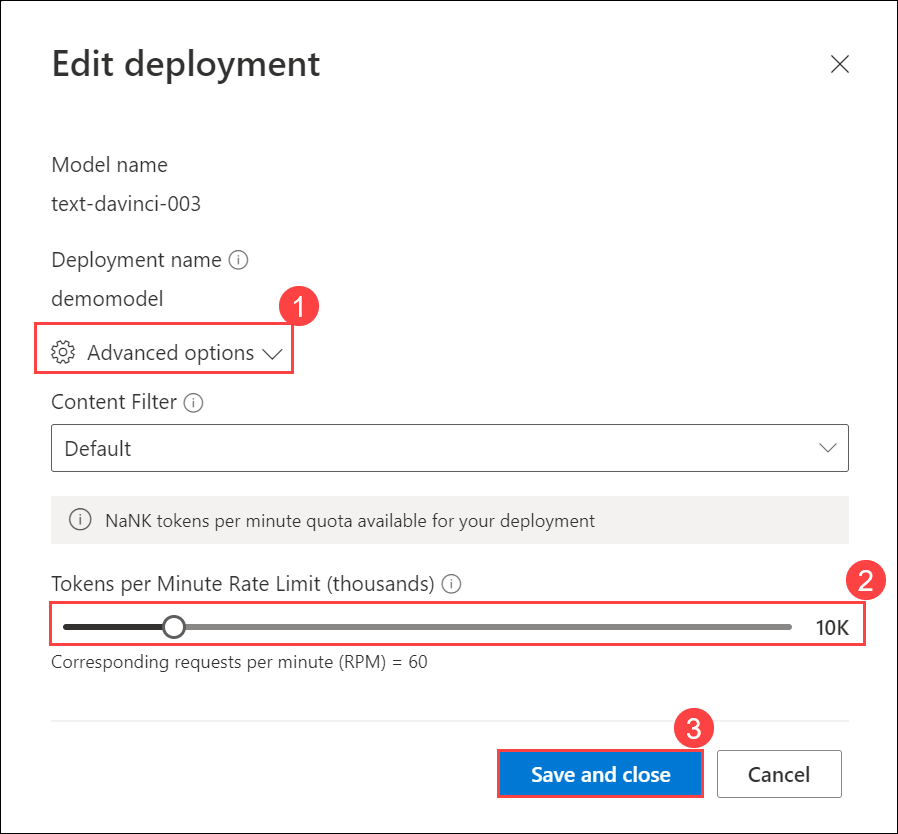 Edit deployment
Model name
text-davinci-003
Deployment name
demomodel
1
Advanced options
Content Filter
Default
NaNK tokens per minute quota available for your deployment
Tokens per Minute Rate Limit (thousands)
2
10K
Corresponding requests per minute (RPM) = 60
3
Save and close Cancel